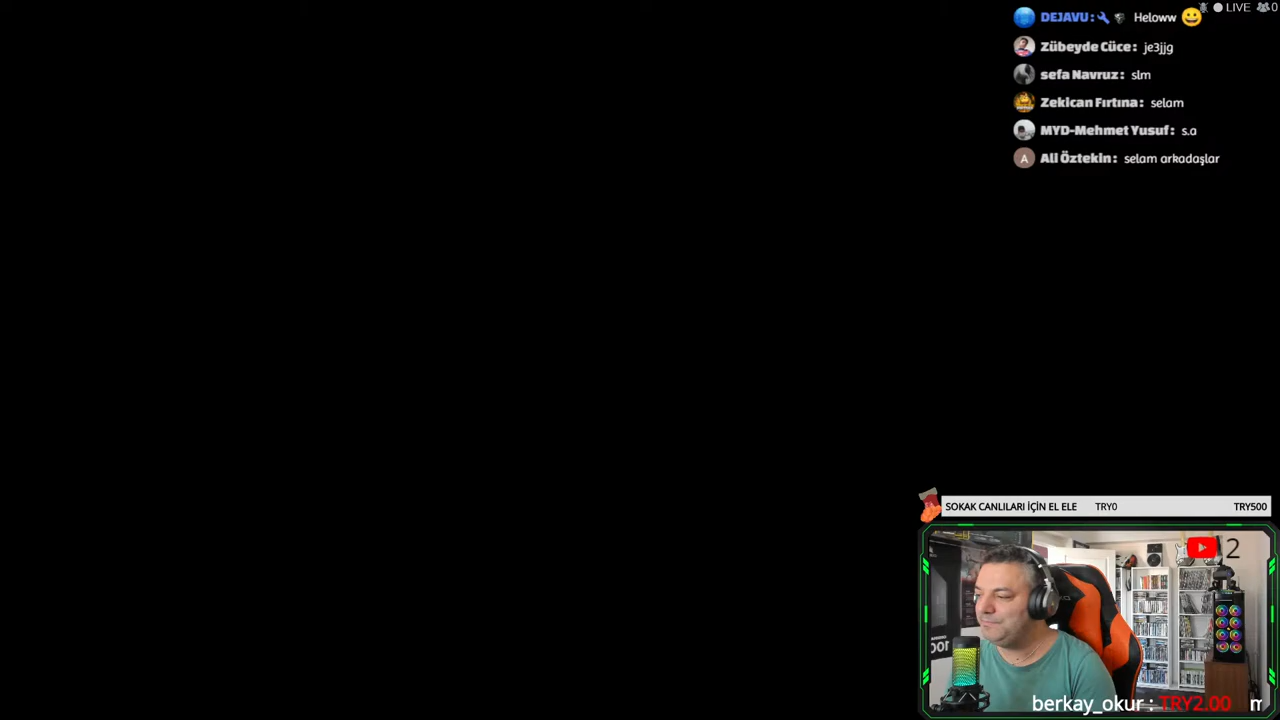 LIVE 0
DEJAVU : Heloww
Zübeyde Cüce : je3jjg
sefa Navruz : slm
Zekican Fırtına : selam
MYD-Mehmet Yusuf : s.a
A Ali Öztekin : selam arkadaşlar
SOKAK CANLILARI İÇİN EL ELE TRY0 TRY500
2
berkay_okur : TRY2.00 m